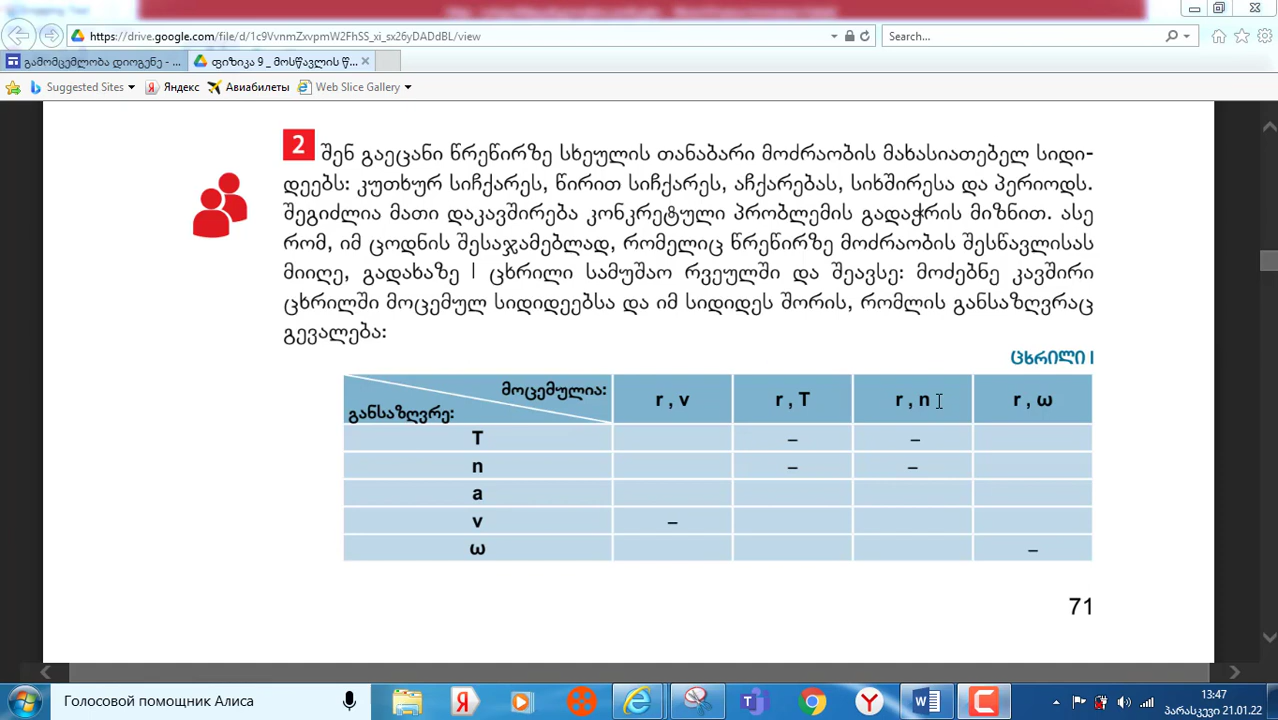 https://drive.google.com/file/d/1c9VvnmZxvpmW2FhSS_xi_sx26yDADdBL/view
Search...
გამომცემლობა დიოგენე - ...
ფიზიკა 9 _ მოსწავლის წ...
Suggested Sites
Яндекс
Авиабилеты
Web Slice Gallery
2 შენ გაეცანი წრეწირზე სხეულის თანაბარი მოძრაობის მახასიათებელ სიდი-
დეებს: კუთხურ სიჩქარეს, წირით სიჩქარეს, აჩქარებას, სიხშირესა და პერიოდს.
შეგიძლია მათი დაკავშირება კონკრეტული პრობლემის გადაჭრის მიზნით. ასე
რომ, იმ ცოდნის შესაჯამებლად, რომელიც წრეწირზე მოძრაობის შესწავლისას
მიიღე, გადახაზე I ცხრილი სამუშაო რვეულში და შეავსე: მოძებნე კავშირი
ცხრილში მოცემულ სიდიდეებსა და იმ სიდიდეს შორის, რომლის განსაზღვრაც
გევალება:
ცხრილი I
მოცემულია:
განსაზღვრე:
r , v r , T r , n r , ω
T – –
n – –
a
v –
ω –
71
Голосовой помощник Алиса
13:47
პარასკევი 21.01.22